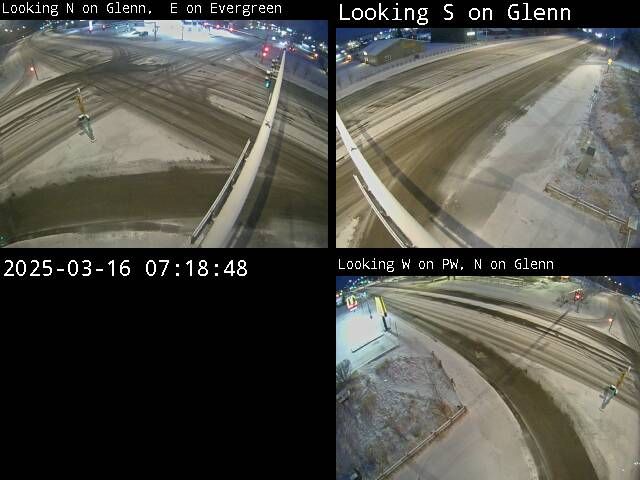 Looking N on Glenn,  E on Evergreen
Looking S on Glenn
2025-03-16 07:18:48
Looking W on PW, N on Glenn